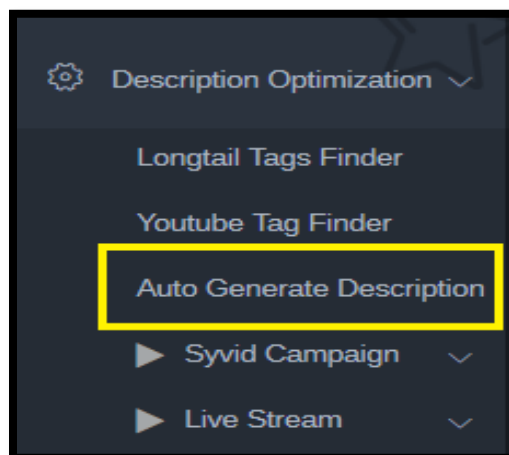 Description Optimization
Longtail Tags Finder
Youtube Tag Finder
Auto Generate Description
Syvid Campaign
Live Stream